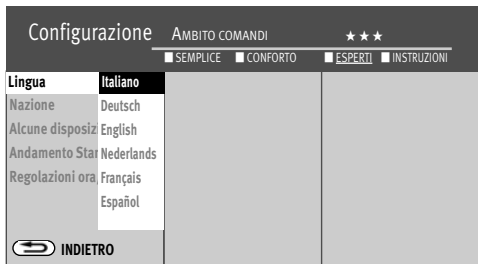 Configurazione AMBITO COMANDI ★★★
SEMPLICE CONFORTO ESPERTI INSTRUZIONI
Lingua Italiano
Nazione Deutsch
Alcune disposiz English
Andamento Star Nederlands
Regolazioni ora Français
Español
INDIETRO